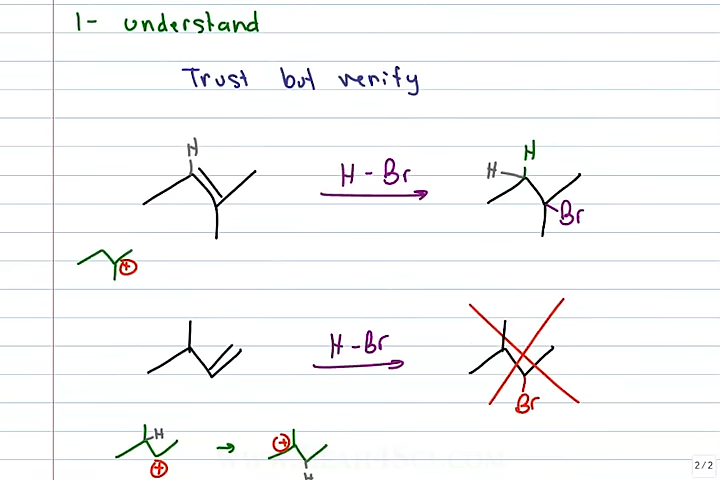 1- understand
Trust but verify
H
H - Br
H H
Br
+
H - Br
Br
H
+
+
H
2/2